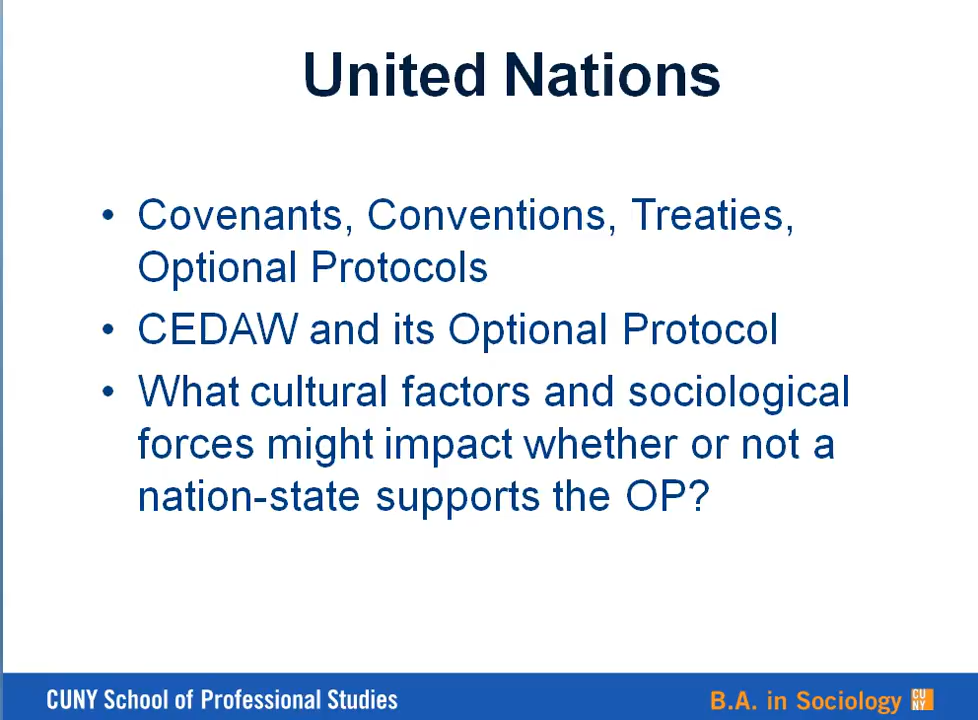 United Nations
• Covenants, Conventions, Treaties,
Optional Protocols
• CEDAW and its Optional Protocol
• What cultural factors and sociological
forces might impact whether or not a
nation-state supports the OP?
CUNY School of Professional Studies
B.A. in Sociology CU
NY